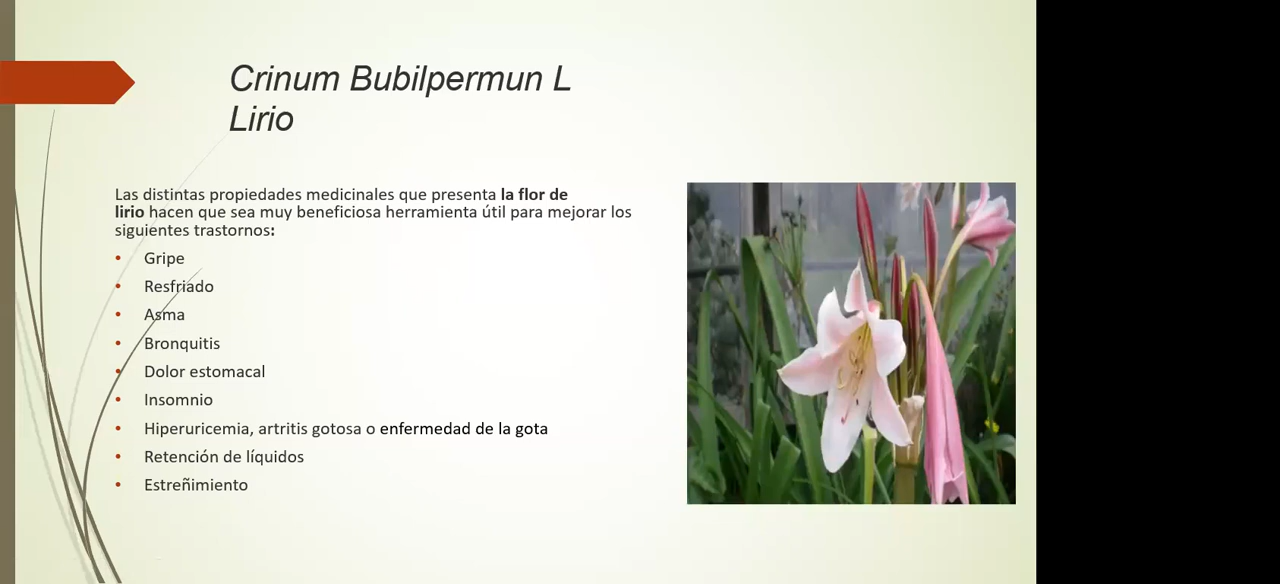 Crinum Bubilpermun L
Lirio
Las distintas propiedades medicinales que presenta la flor de
lirio hacen que sea muy beneficiosa herramienta útil para mejorar los
siguientes trastornos:
• Gripe
• Resfriado
• Asma
• Bronquitis
• Dolor estomacal
• Insomnio
• Hiperuricemia, artritis gotosa o enfermedad de la gota
• Retención de líquidos
• Estreñimiento